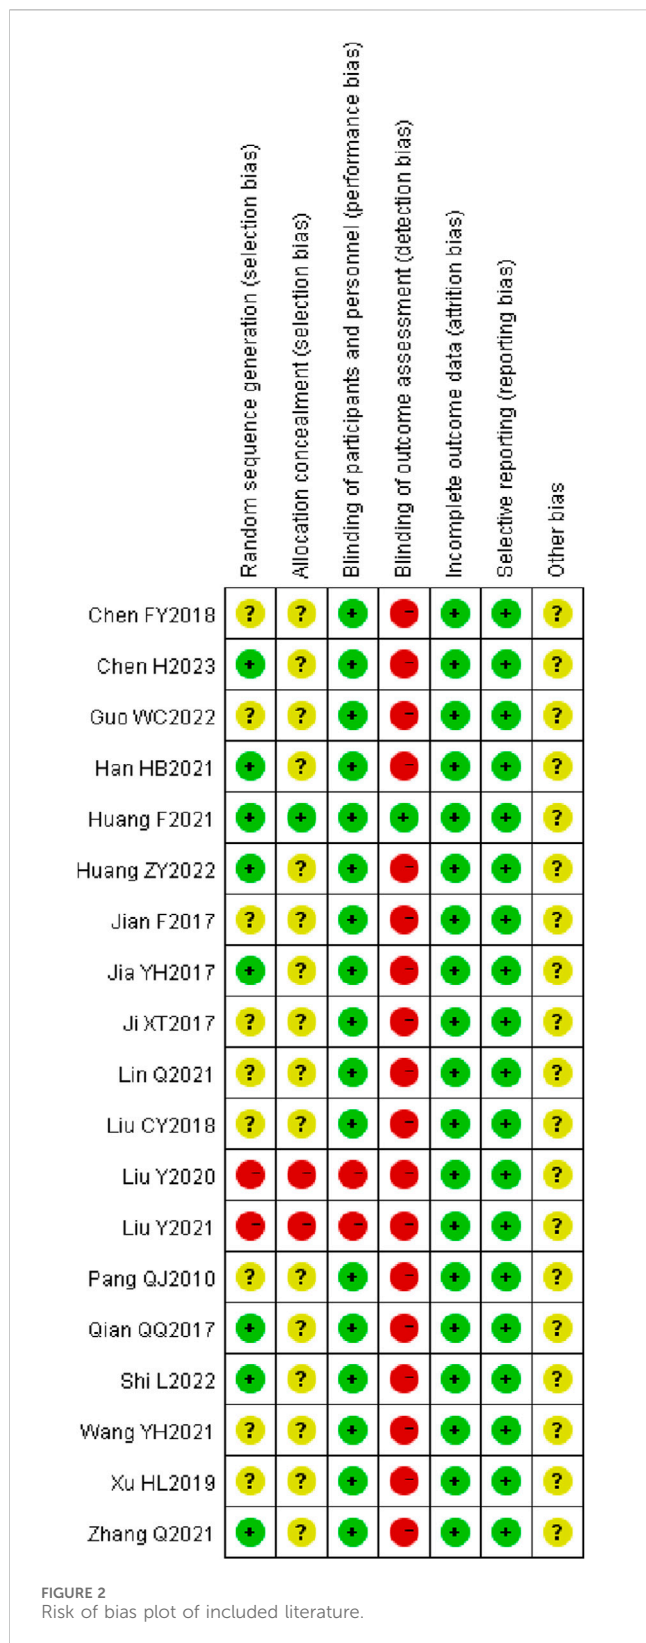 Random sequence generation (selection bias)
Allocation concealment (selection bias)
Blinding of participants and personnel (performance bias)
Blinding of outcome assessment (detection bias)
Incomplete outcome data (attrition bias)
Selective reporting (reporting bias)
Other bias
Chen FY2018 ? ? + - + + ?
Chen H2023 + ? + - + + ?
Guo WC2022 ? ? + - + + ?
Han HB2021 + ? + - + + ?
Huang F2021 + + + + + + ?
Huang ZY2022 + ? + - + + ?
Jian F2017 ? ? + - + + ?
Jia YH2017 + ? + - + + ?
Ji XT2017 ? ? + - + + ?
Lin Q2021 ? ? + - + + ?
Liu CY2018 ? ? + - + + ?
Liu Y2020 - - - - + + ?
Liu Y2021 - - - - + + ?
Pang QJ2010 ? ? + - + + ?
Qian QQ2017 + ? + - + + ?
Shi L2022 + ? + - + + ?
Wang YH2021 ? ? + - + + ?
Xu HL2019 ? ? + - + + ?
Zhang Q2021 + ? + - + + ?
FIGURE 2
Risk of bias plot of included literature.